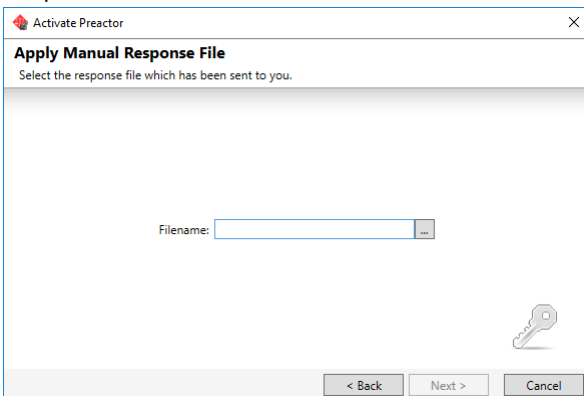 Activate Preactor
Apply Manual Response File
Select the response file which has been sent to you.
Filename:
...
< Back Next > Cancel